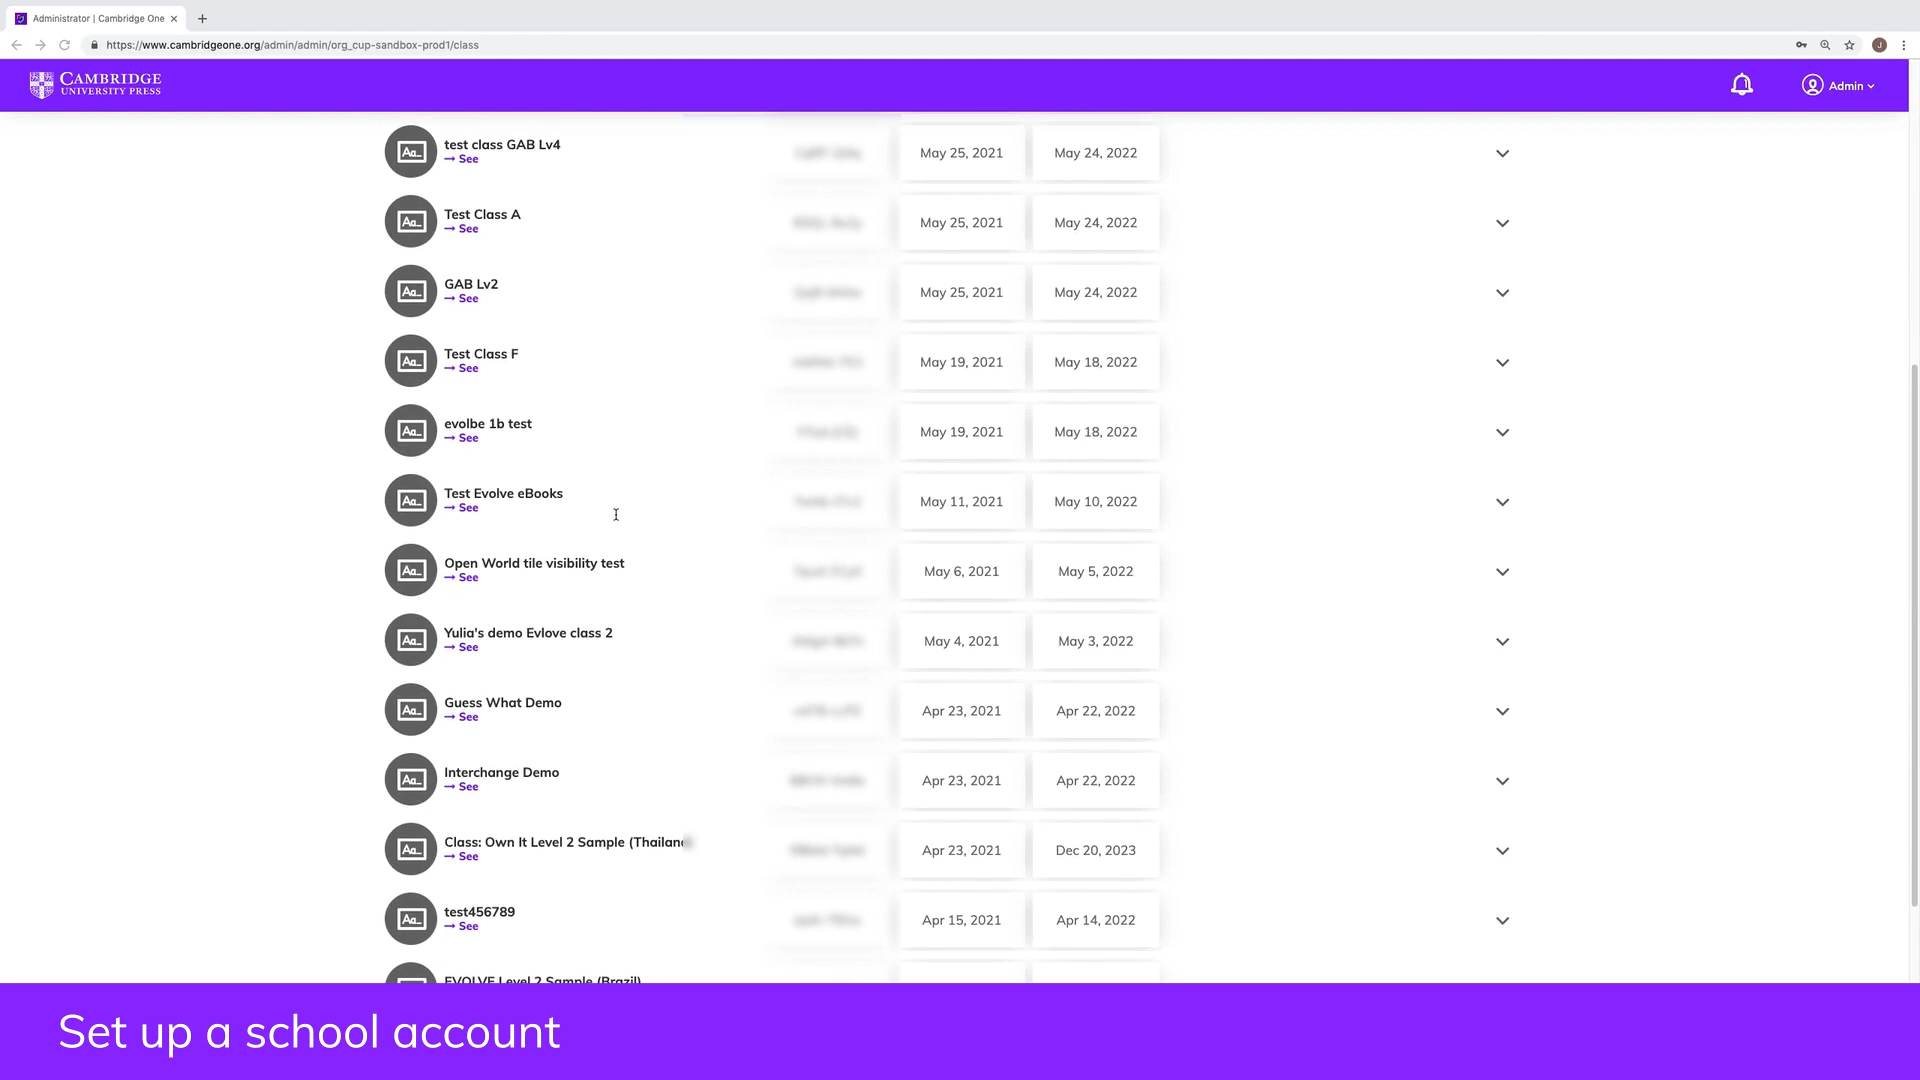 Administrator | Cambridge One
https://www.cambridgeone.org/admin/admin/org_cup-sandbox-prod1/class
J
CAMBRIDGE
UNIVERSITY PRESS
Admin
test class GAB Lv4
→ See
May 25, 2021
May 24, 2022
Test Class A
→ See
May 25, 2021
May 24, 2022
GAB Lv2
→ See
May 25, 2021
May 24, 2022
Test Class F
→ See
May 19, 2021
May 18, 2022
evolbe 1b test
→ See
May 19, 2021
May 18, 2022
Test Evolve eBooks
→ See
May 11, 2021
May 10, 2022
Open World tile visibility test
→ See
May 6, 2021
May 5, 2022
Yulia's demo Evlove class 2
→ See
May 4, 2021
May 3, 2022
Guess What Demo
→ See
Apr 23, 2021
Apr 22, 2022
Interchange Demo
→ See
Apr 23, 2021
Apr 22, 2022
Class: Own It Level 2 Sample (Thailand
→ See
Apr 23, 2021
Dec 20, 2023
test456789
→ See
Apr 15, 2021
Apr 14, 2022
EVOLVE Level 2 Sample (Brazil)
Set up a school account